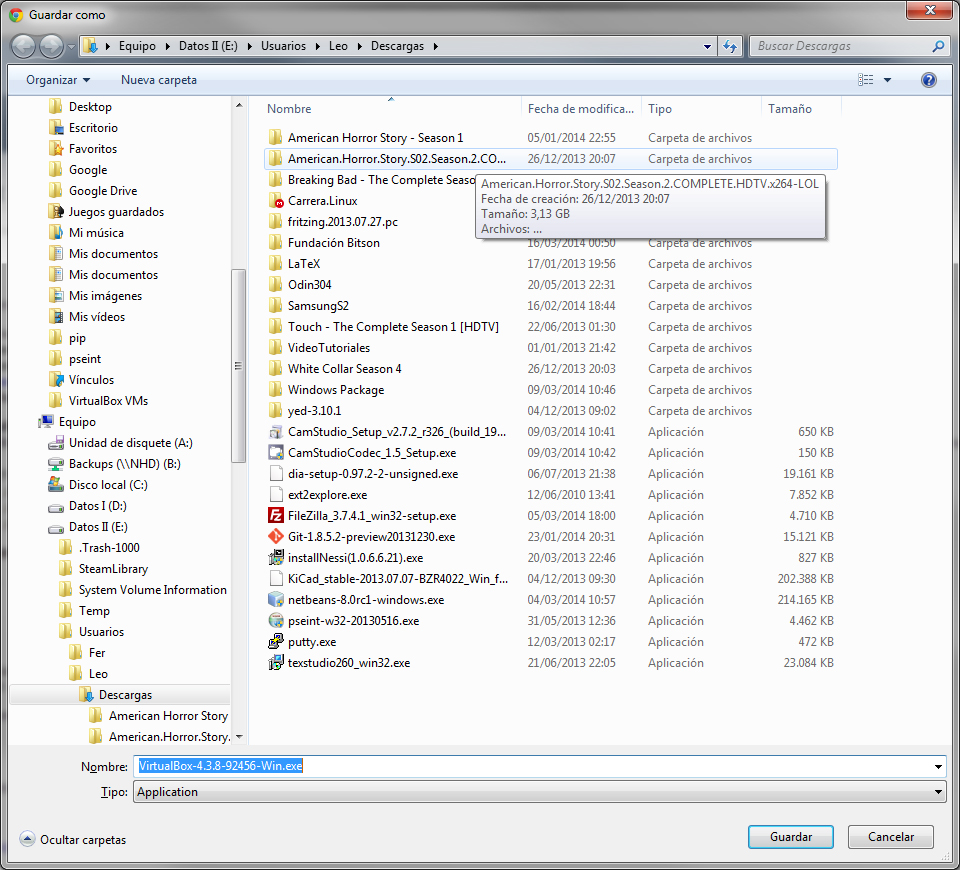 Guardar como
Equipo Datos II (E:) Usuarios Leo Descargas
Buscar Descargas
Organizar Nueva carpeta
Desktop
Escritorio
Favoritos
Google
Google Drive
Juegos guardados
Mi música
Mis documentos
Mis documentos
Mis imágenes
Mis vídeos
pip
pseint
Vínculos
VirtualBox VMs
Equipo
Unidad de disquete (A:)
Backups (\\NHD) (B:)
Disco local (C:)
Datos I (D:)
Datos II (E:)
.Trash-1000
SteamLibrary
System Volume Information
Temp
Usuarios
Fer
Leo
Descargas
American Horror Story
American.Horror.Story.
Nombre Fecha de modifica... Tipo Tamaño
American Horror Story - Season 1 05/01/2014 22:55 Carpeta de archivos
American.Horror.Story.S02.Season.2.CO... 26/12/2013 20:07 Carpeta de archivos
Breaking Bad - The Complete Seaso
Carrera.Linux
fritzing.2013.07.27.pc
American.Horror.Story.S02.Season.2.COMPLETE.HDTV.x264-LOL
Fecha de creación: 26/12/2013 20:07
Tamaño: 3,13 GB
Archivos: ...
Fundación Bitson 16/03/2014 00:50 Carpeta de archivos
LaTeX 17/01/2013 19:56 Carpeta de archivos
Odin304 20/05/2013 22:31 Carpeta de archivos
SamsungS2 16/02/2014 18:44 Carpeta de archivos
Touch - The Complete Season 1 [HDTV] 22/06/2013 01:30 Carpeta de archivos
VideoTutoriales 01/01/2013 21:42 Carpeta de archivos
White Collar Season 4 26/12/2013 20:03 Carpeta de archivos
Windows Package 09/03/2014 10:46 Carpeta de archivos
yed-3.10.1 04/12/2013 09:02 Carpeta de archivos
CamStudio_Setup_v2.7.2_r326_(build_19... 09/03/2014 10:41 Aplicación 650 KB
CamStudioCodec_1.5_Setup.exe 09/03/2014 10:42 Aplicación 150 KB
dia-setup-0.97.2-2-unsigned.exe 06/07/2013 21:38 Aplicación 19.161 KB
ext2explore.exe 12/06/2010 13:41 Aplicación 7.852 KB
FileZilla_3.7.4.1_win32-setup.exe 05/03/2014 18:00 Aplicación 4.710 KB
Git-1.8.5.2-preview20131230.exe 23/01/2014 20:31 Aplicación 15.121 KB
installNessi(1.0.6.6.21).exe 20/03/2013 22:46 Aplicación 827 KB
KiCad_stable-2013.07.07-BZR4022_Win_f... 04/12/2013 09:30 Aplicación 202.388 KB
netbeans-8.0rc1-windows.exe 04/03/2014 10:57 Aplicación 214.165 KB
pseint-w32-20130516.exe 31/05/2013 12:36 Aplicación 4.462 KB
putty.exe 12/03/2013 02:17 Aplicación 472 KB
texstudio260_win32.exe 21/06/2013 22:05 Aplicación 23.084 KB
Nombre: VirtualBox-4.3.8-92456-Win.exe
Tipo: Application
Ocultar carpetas Guardar Cancelar